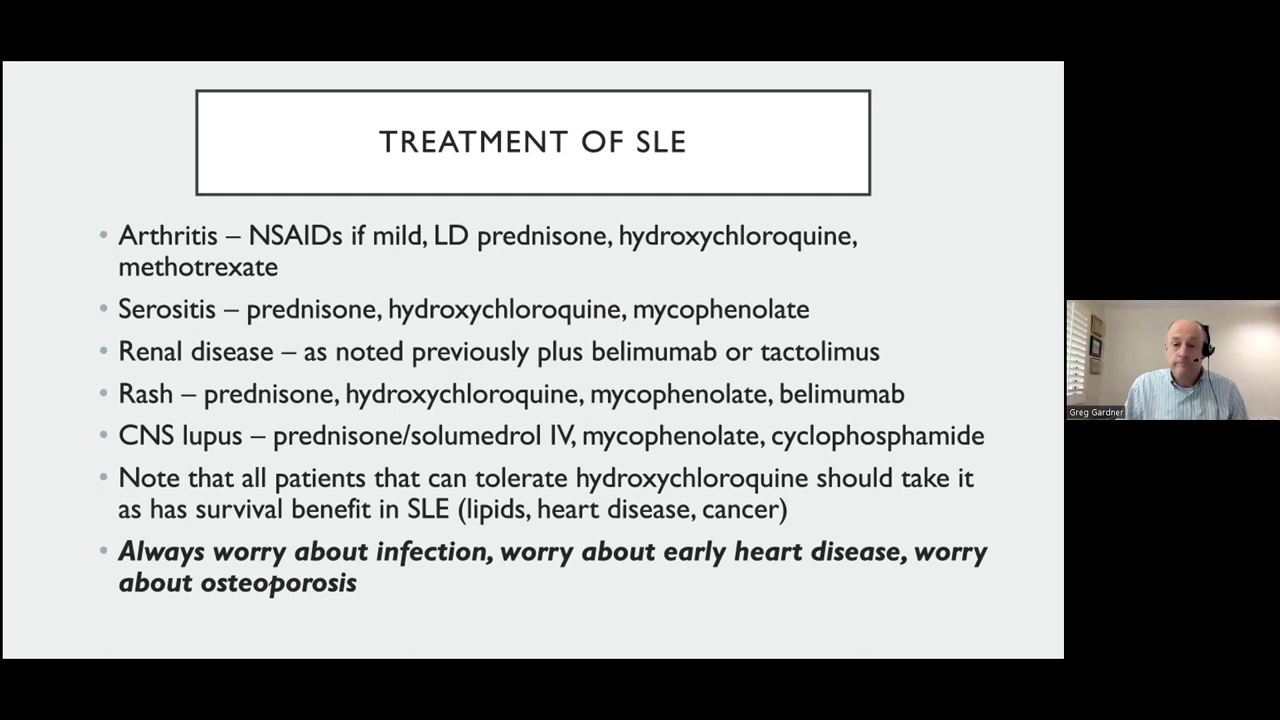 TREATMENT OF SLE
• Arthritis – NSAIDs if mild, LD prednisone, hydroxychloroquine,
methotrexate
• Serositis – prednisone, hydroxychloroquine, mycophenolate
• Renal disease – as noted previously plus belimumab or tactolimus
• Rash – prednisone, hydroxychloroquine, mycophenolate, belimumab
• CNS lupus – prednisone/solumedrol IV, mycophenolate, cyclophosphamide
• Note that all patients that can tolerate hydroxychloroquine should take it
as has survival benefit in SLE (lipids, heart disease, cancer)
• Always worry about infection, worry about early heart disease, worry
about osteoporosis
Greg Gardner